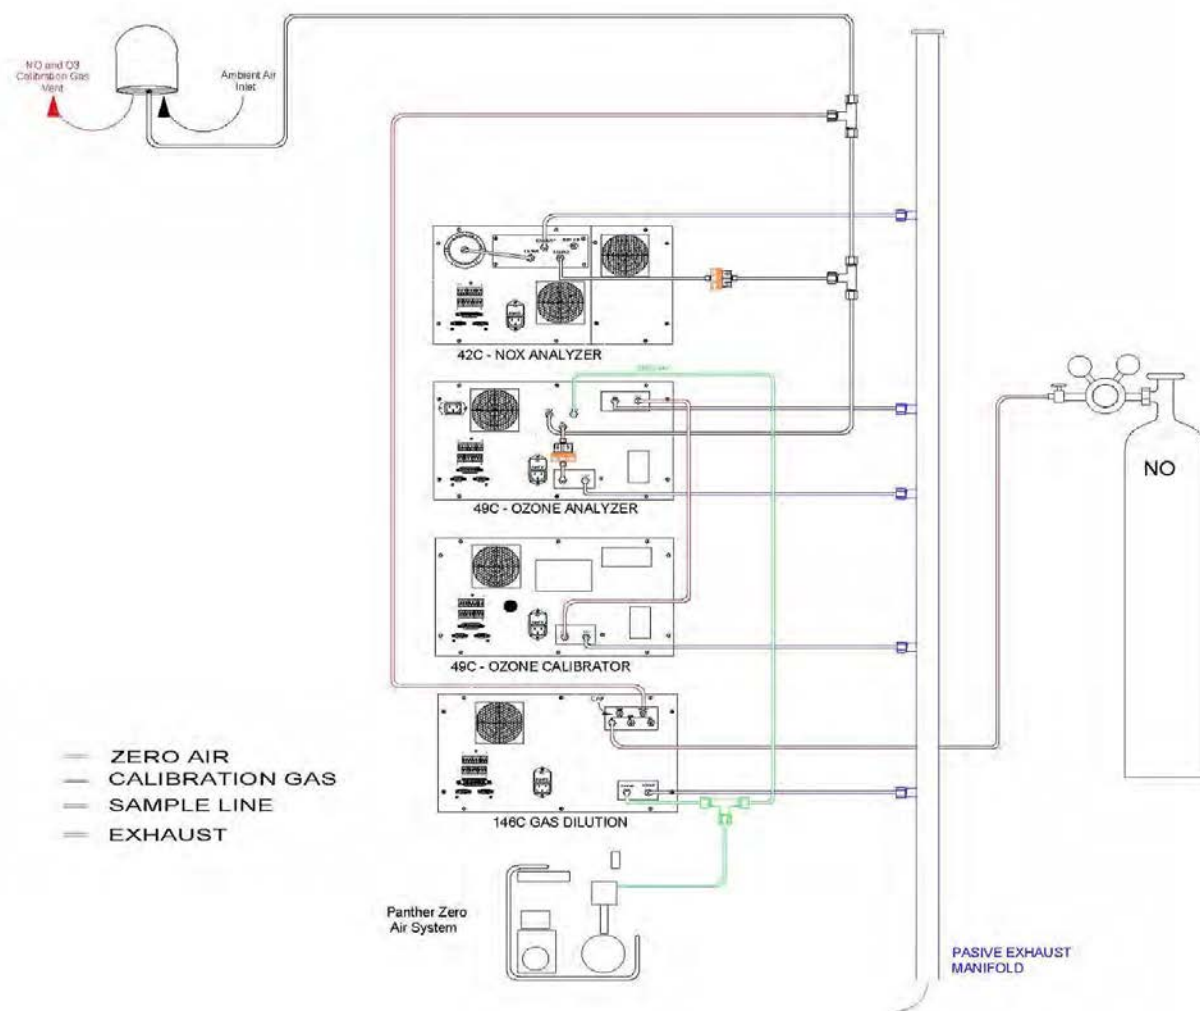 NO and O3
Calibration Gas
Vent
Ambient Air
Inlet
42C - NOX ANALYZER
49C - OZONE ANALYZER
NO
49C - OZONE CALIBRATOR
CAP
146C GAS DILUTION
ZERO AIR
CALIBRATION GAS
SAMPLE LINE
EXHAUST
Panther Zero
Air System
PASIVE EXHAUST
MANIFOLD